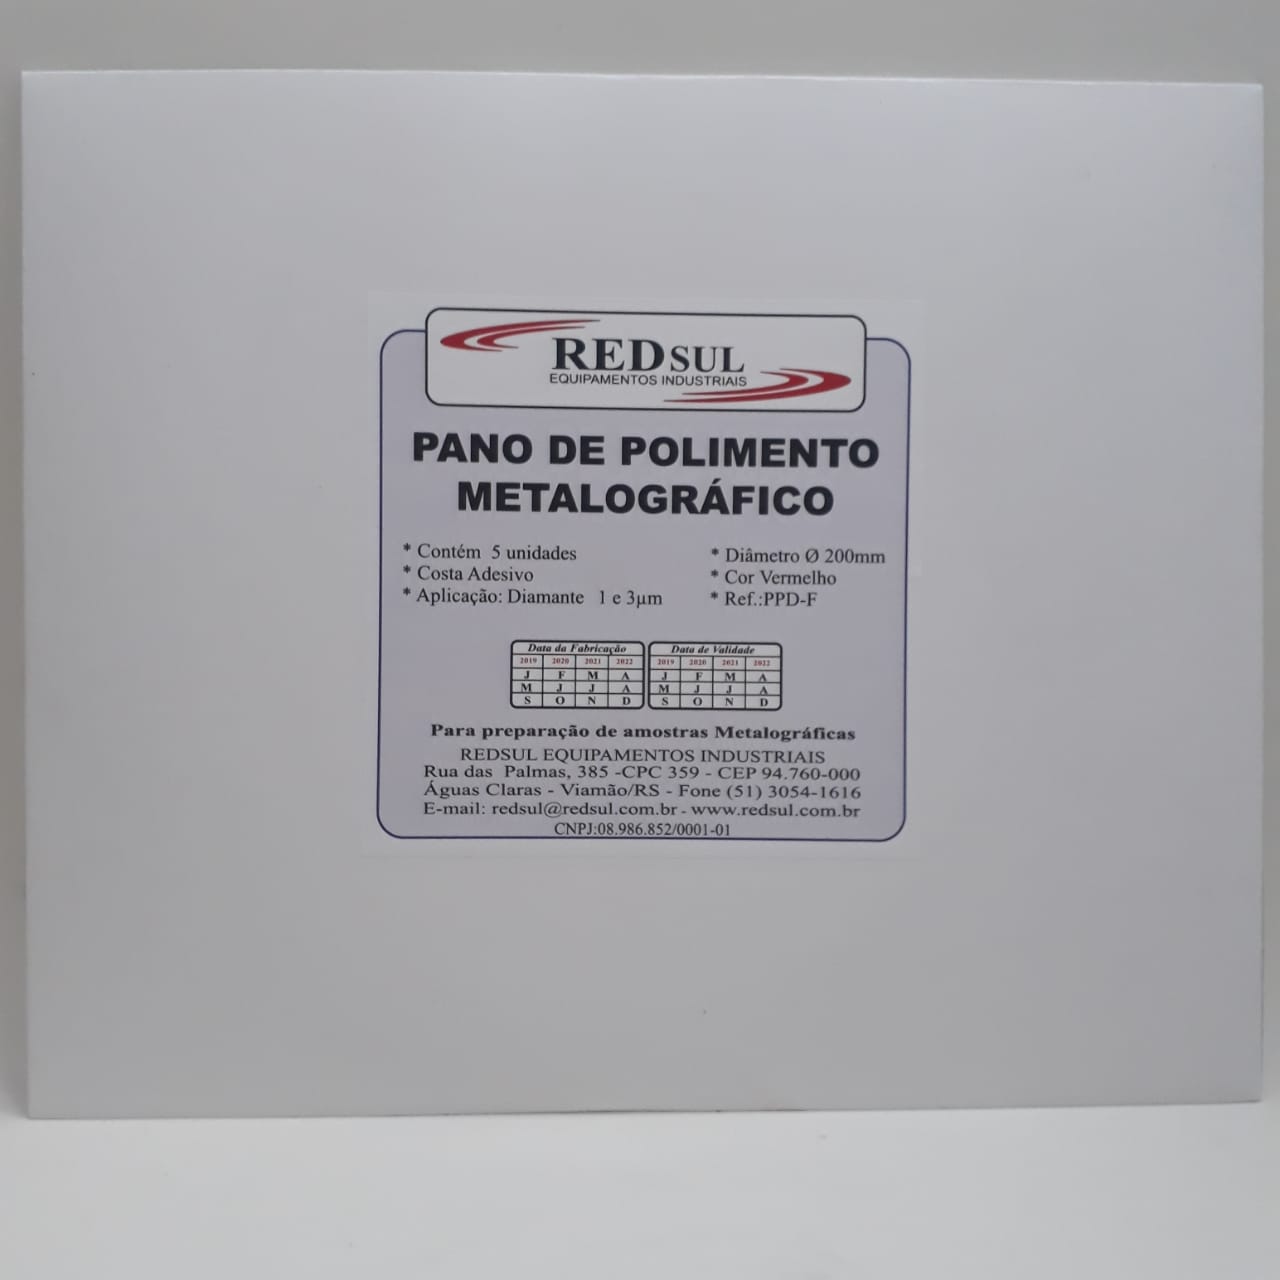 REDSUL
EQUIPAMENTOS INDUSTRIAIS
PANO DE POLIMENTO
METALOGRÁFICO
* Contém 5 unidades
* Costa Adesivo
* Aplicação: Diamante 1 e 3µm
* Diâmetro Ø 200mm
* Cor Vermelho
* Ref.:PPD-F
Data da Fabricação
2019 2020 2021 2022
J F M A
M J J A
S O N D
Data de Validade
2019 2020 2021 2022
J F M A
M J J A
S O N D
Para preparação de amostras Metalográficas
REDSUL EQUIPAMENTOS INDUSTRIAIS
Rua das Palmas, 385 -CPC 359 - CEP 94.760-000
Águas Claras - Viamão/RS - Fone (51) 3054-1616
E-mail: redsul@redsul.com.br - www.redsul.com.br
CNPJ:08.986.852/0001-01